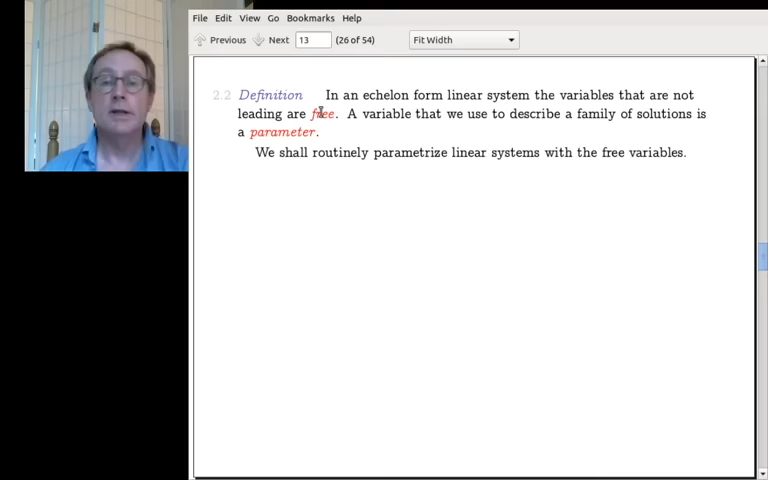 File Edit View Go Bookmarks Help
Previous Next 13 (26 of 54) Fit Width
2.2 Definition In an echelon form linear system the variables that are not
leading are free. A variable that we use to describe a family of solutions is
a parameter.
We shall routinely parametrize linear systems with the free variables.